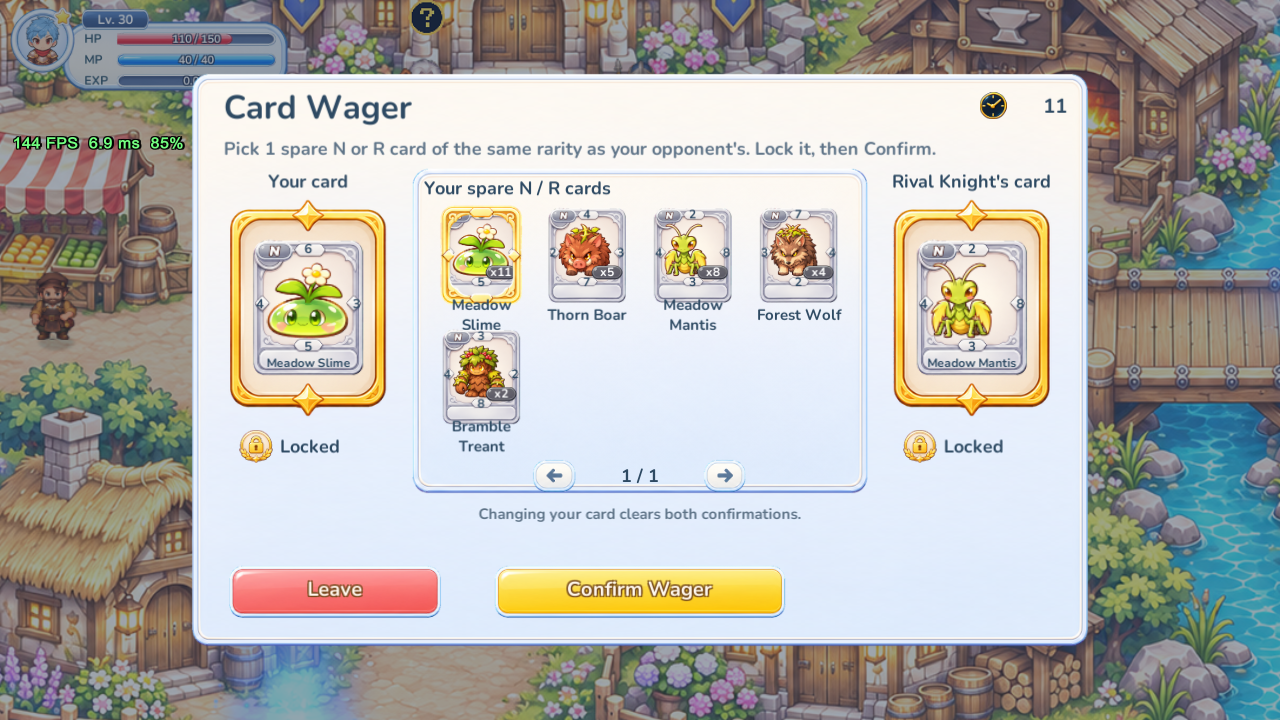 Lv. 30
HP 110 / 150
MP 40 / 40
EXP
?
144 FPS 6.9 ms 85%
Card Wager
11
Pick 1 spare N or R card of the same rarity as your opponent's. Lock it, then Confirm.
Your card
Your spare N / R cards
Rival Knight's card
N 6
4 3
5
Meadow Slime
Locked
x11
5
Meadow
Slime
N 4
2 3
x5
7
Thorn Boar
N 2
4 8
x8
3
Meadow
Mantis
N 7
3 4
x4
2
Forest Wolf
N 3
4 2
x2
8
Bramble
Treant
1 / 1
N 2
4 8
3
Meadow Mantis
Locked
Changing your card clears both confirmations.
Leave
Confirm Wager